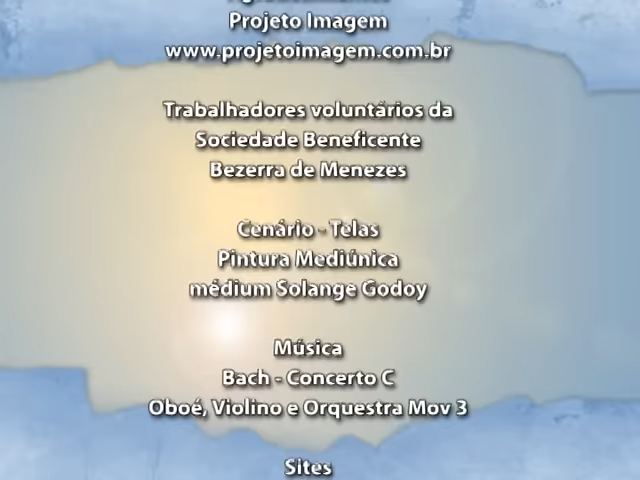 Projeto Imagem
www.projetoimagem.com.br
Trabalhadores voluntários da
Sociedade Beneficente
Bezerra de Menezes
Cenário - Telas
Pintura Mediúnica
médium Solange Godoy
Música
Bach - Concerto C
Oboé, Violino e Orquestra Mov 3
Sites